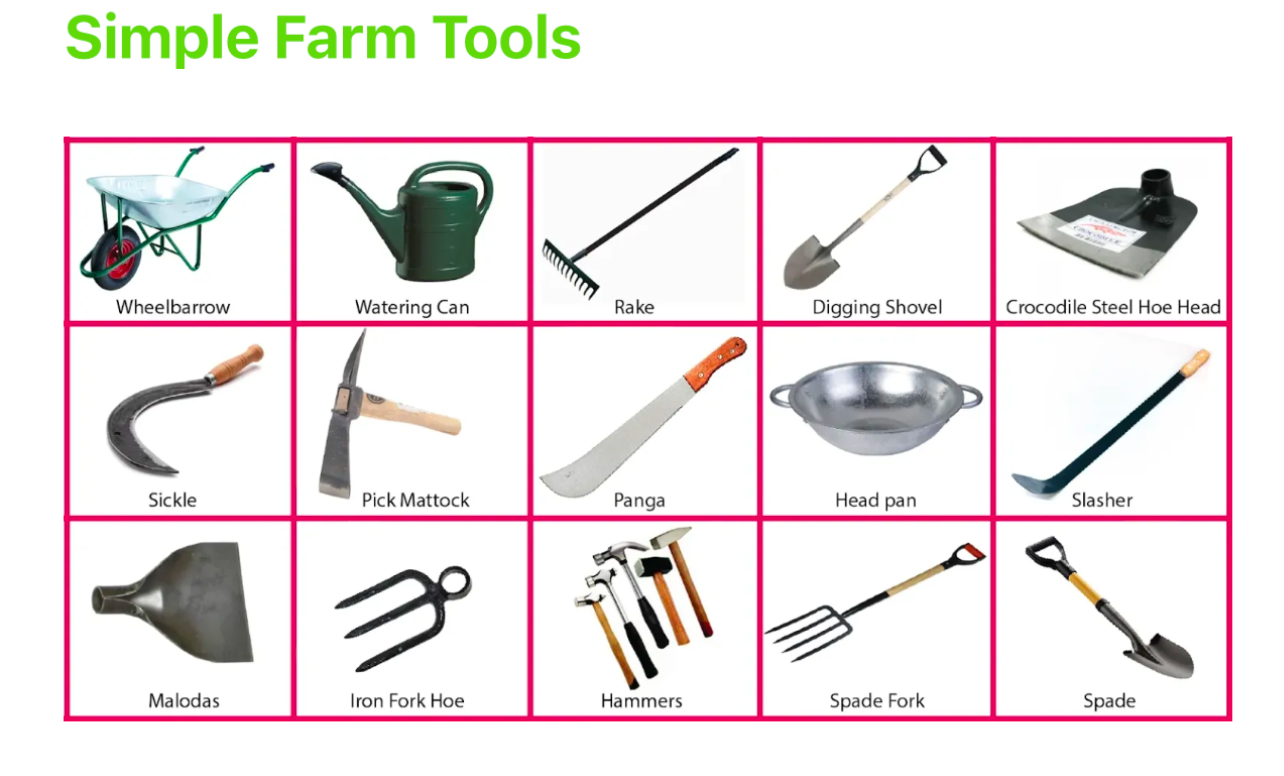 Simple Farm Tools
Wheelbarrow
Watering Can
Rake
Digging Shovel
Crocodile Steel Hoe Head
Sickle
Pick Mattock
Panga
Head pan
Slasher
Malodas
Iron Fork Hoe
Hammers
Spade Fork
Spade